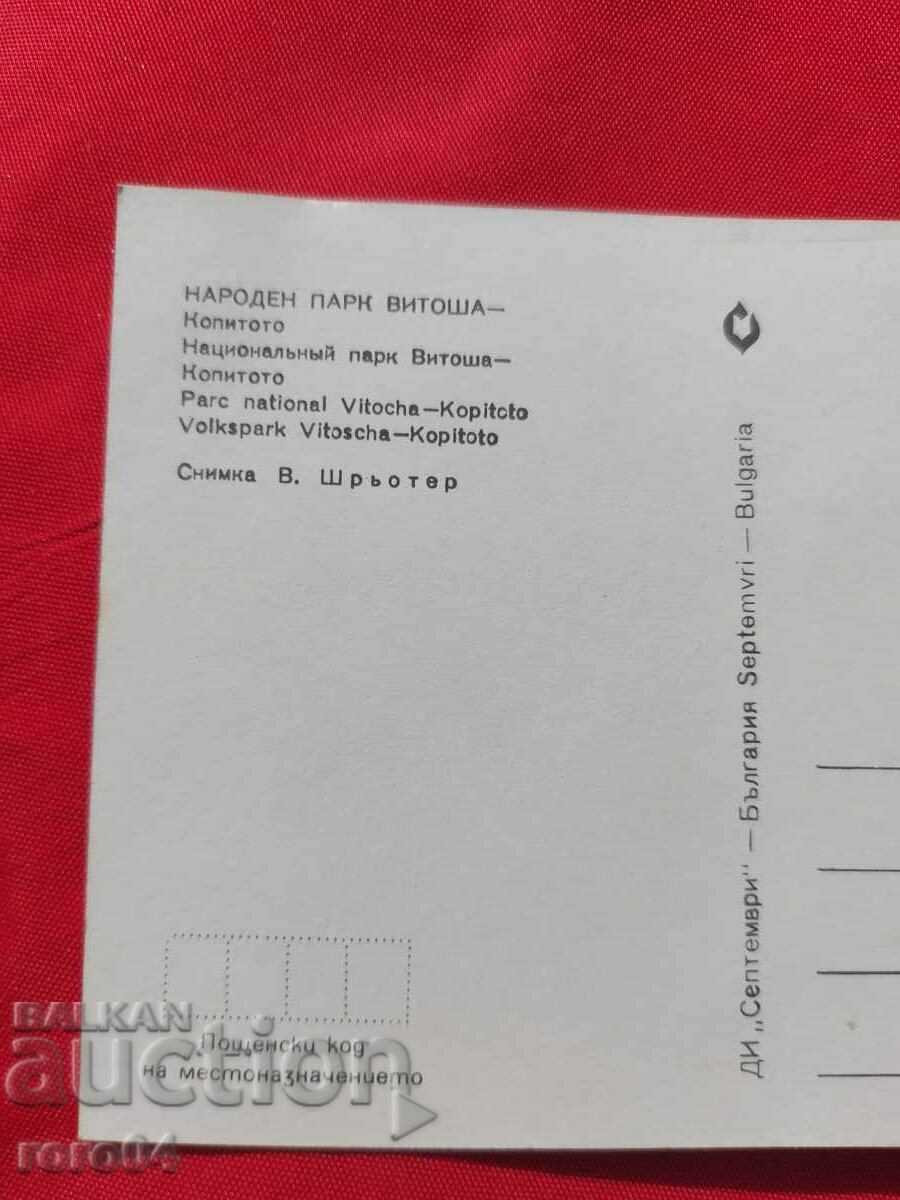 НАРОДЕН ПАРК ВИТОША—
Копитото
Национальный парк Витоша—
Копитото
Parc national Vitocha—Kopitoto
Volkspark Vitoscha—Kopitoto
Снимка В. Шрьотер
ДИ „Септември" — България Septemvri — Bulgaria
Пощенски код
на местоназначението
BALKAN
auction
roro04